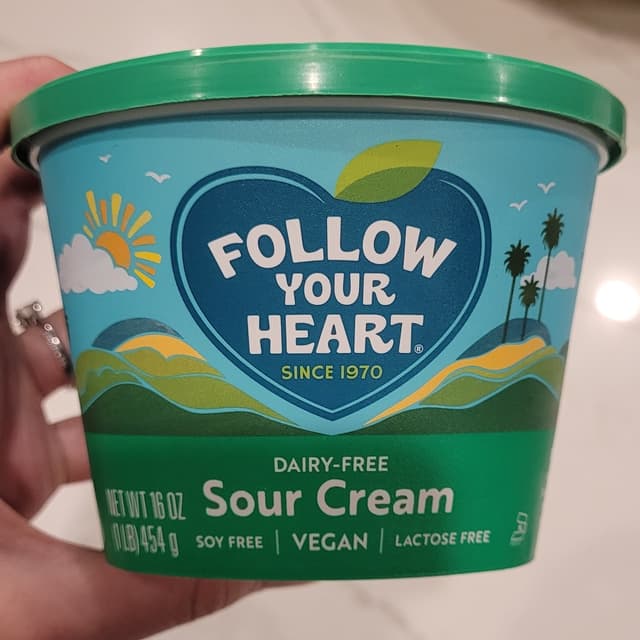 FOLLOW
YOUR
HEART®
SINCE 1970
DAIRY-FREE
Sour Cream
NET WT 16 OZ
(1 LB) 454 g
SOY FREE | VEGAN | LACTOSE FREE